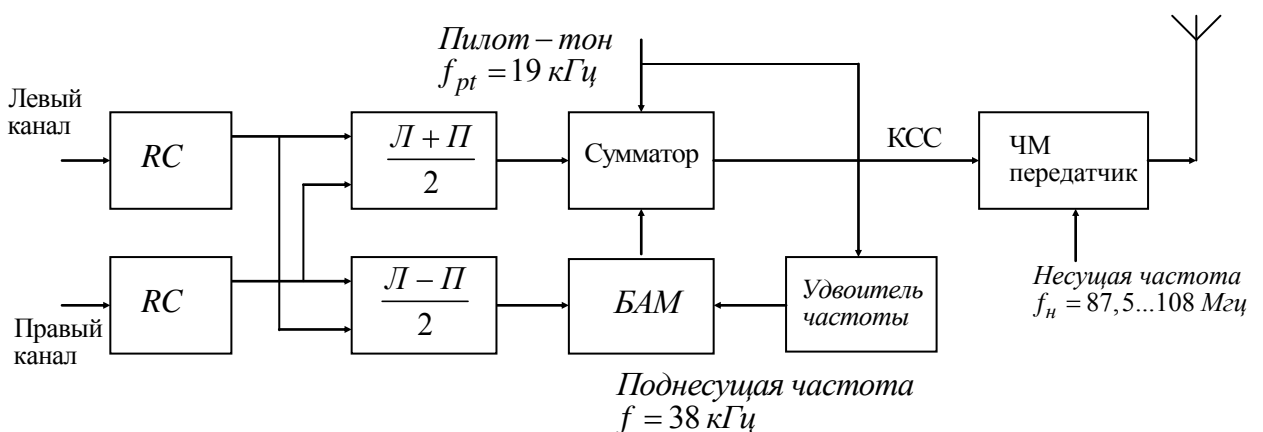 Пилот – тон
f_pt = 19 кГц
Левый
канал
RC
Л + П
2
Сумматор
КСС
ЧМ
передатчик
Правый
канал
RC
Л – П
2
БАМ
Удвоитель
частоты
Несущая частота
f_н = 87,5...108 Мгц
Поднесущая частота
f = 38 кГц